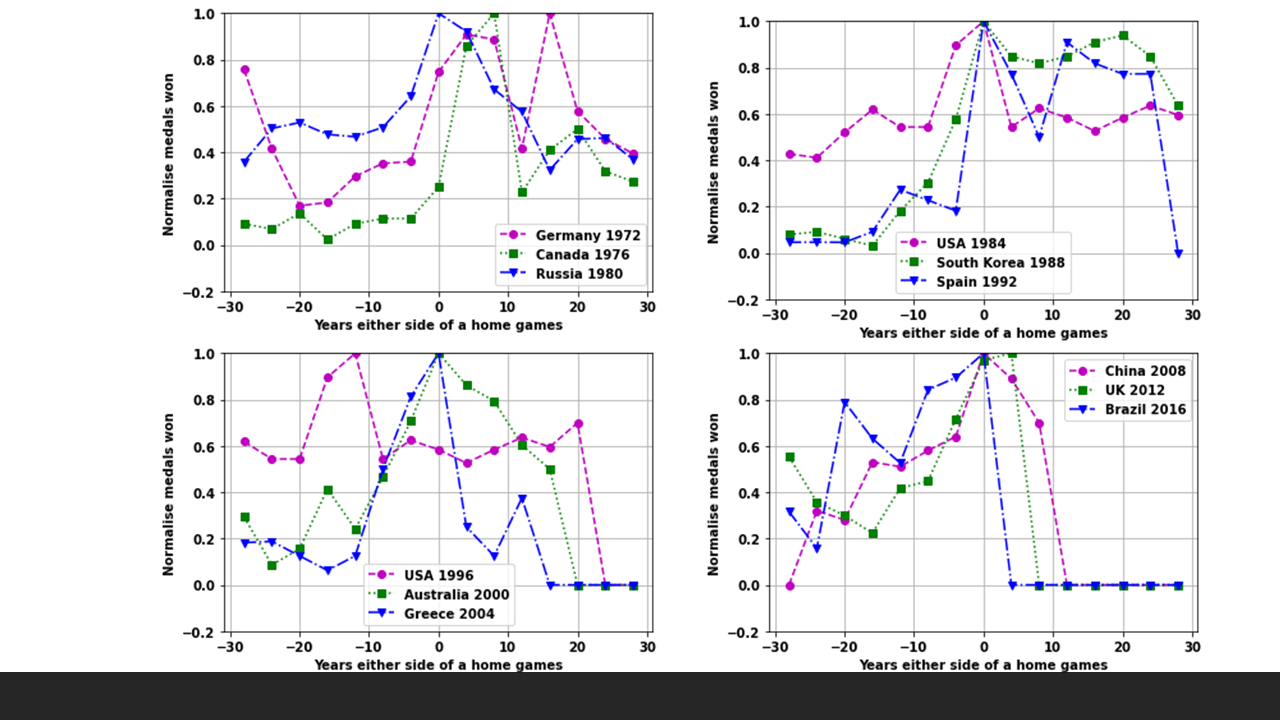 1.0
0.8
0.6
0.4
0.2
0.0
−0.2
Normalise medals won
−30 −20 −10 0 10 20 30
Years either side of a home games
Germany 1972
Canada 1976
Russia 1980
1.0
0.8
0.6
0.4
0.2
0.0
−0.2
Normalise medals won
−30 −20 −10 0 10 20 30
Years either side of a home games
USA 1984
South Korea 1988
Spain 1992
1.0
0.8
0.6
0.4
0.2
0.0
−0.2
Normalise medals won
−30 −20 −10 0 10 20 30
Years either side of a home games
USA 1996
Australia 2000
Greece 2004
1.0
0.8
0.6
0.4
0.2
0.0
−0.2
Normalise medals won
−30 −20 −10 0 10 20 30
Years either side of a home games
China 2008
UK 2012
Brazil 2016